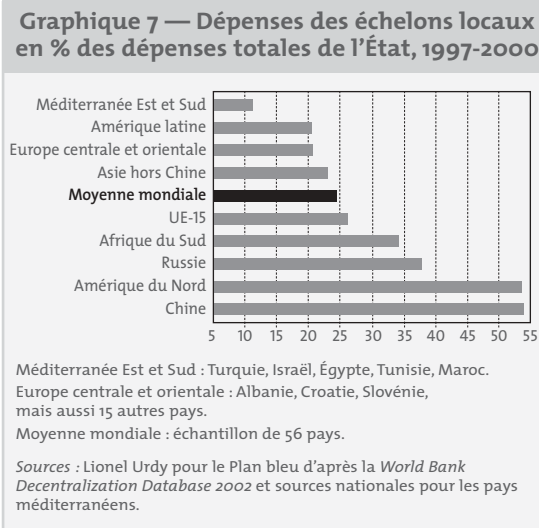 Graphique 7 — Dépenses des échelons locaux
en % des dépenses totales de l'État, 1997-2000
Méditerranée Est et Sud
Amérique latine
Europe centrale et orientale
Asie hors Chine
Moyenne mondiale
UE-15
Afrique du Sud
Russie
Amérique du Nord
Chine
5 10 15 20 25 30 35 40 45 50 55
Méditerranée Est et Sud : Turquie, Israël, Égypte, Tunisie, Maroc.
Europe centrale et orientale : Albanie, Croatie, Slovénie,
mais aussi 15 autres pays.
Moyenne mondiale : échantillon de 56 pays.
Sources : Lionel Urdy pour le Plan bleu d'après la World Bank
Decentralization Database 2002 et sources nationales pour les pays
méditerranéens.